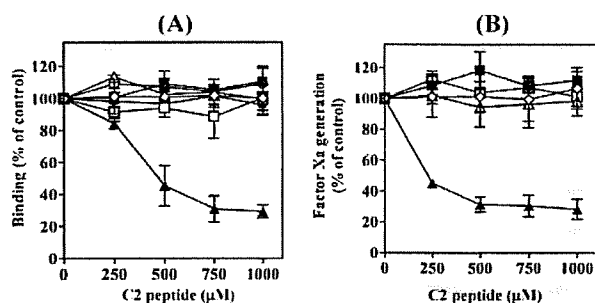 (A)
Binding (% of control)
120
100
80
60
40
20
0
0 250 500 750 1000
C2 peptide (μM)
(B)
Factor Xa generation
(% of control)
120
100
80
60
40
20
0
0 250 500 750 1000
C2 peptide (μM)